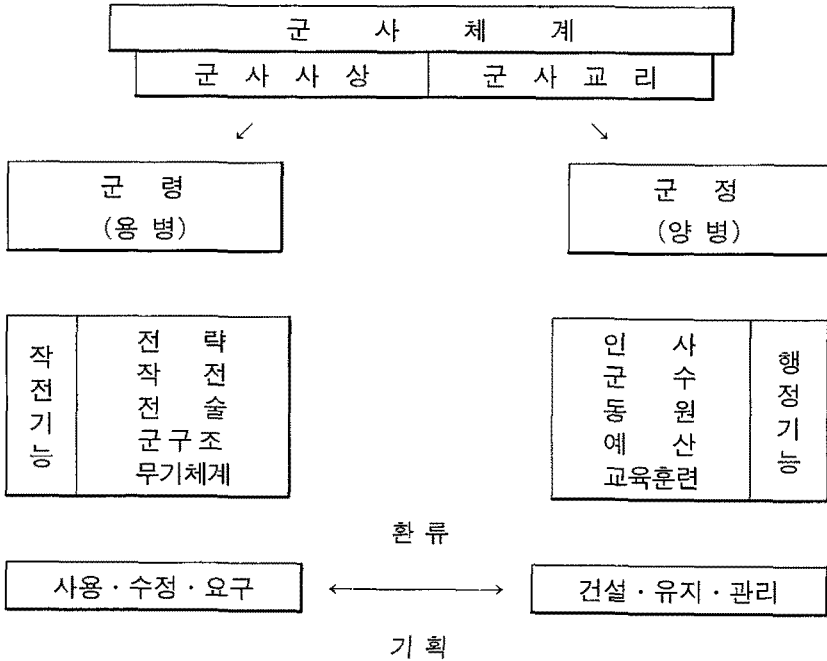 군 사 체 계
군 사 사 상 군 사 교 리
↙ ↘
군 령
(용 병)
군 정
(양 병)
작전기능
전 략
작 전
전 술
군구조
무기체계
인 사
군 수
동 원
예 산
교육훈련
행정기능
환 류
사용·수정·요구 ←→ 건설·유지·관리
기 획